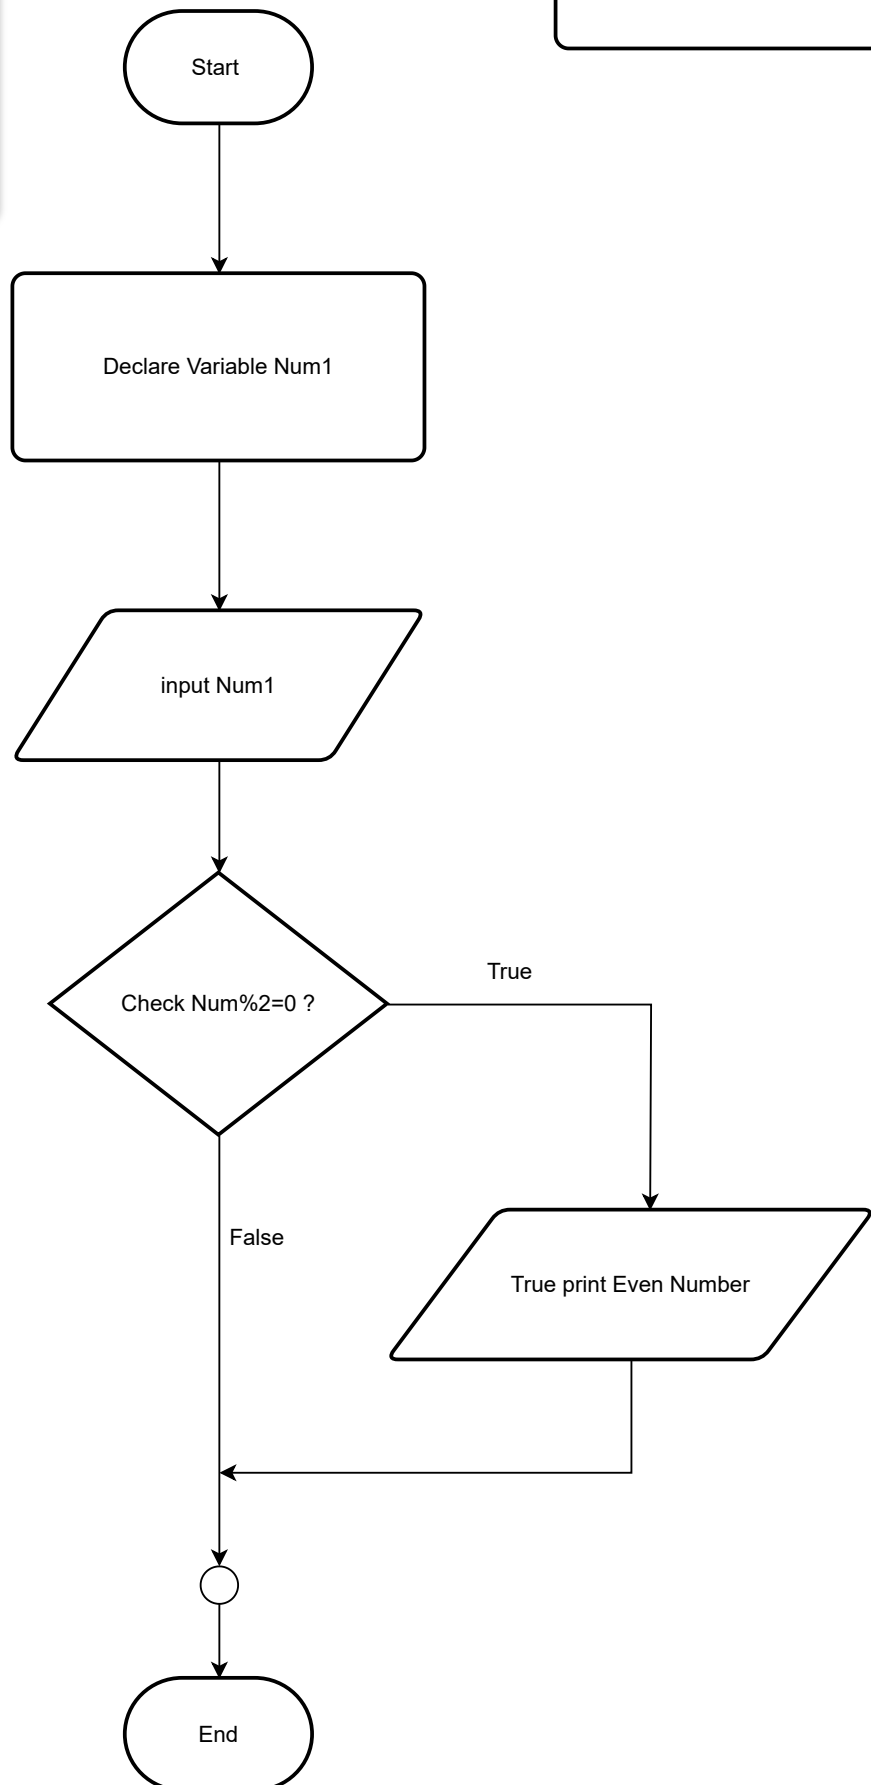 Start
Declare Variable Num1
input Num1
Check Num%2=0 ?
True
False
True print Even Number
End